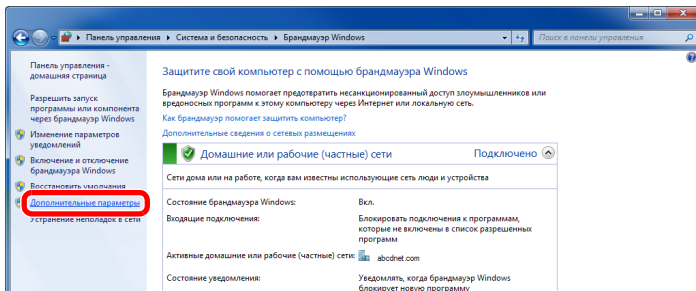 Панель управления ▸ Система и безопасность ▸ Брандмауэр Windows
Поиск в панели управления
Панель управления -
домашняя страница
Разрешить запуск
программы или компонента
через брандмауэр Windows
Изменение параметров
уведомлений
Включение и отключение
брандмауэра Windows
Восстановить умолчания
Дополнительные параметры
Устранение неполадок в сети
Защитите свой компьютер с помощью брандмауэра Windows
Брандмауэр Windows помогает предотвратить несанкционированный доступ злоумышленников или
вредоносных программ к этому компьютеру через Интернет или локальную сеть.
Как брандмауэр помогает защитить компьютер?
Дополнительные сведения о сетевых размещениях
Домашние или рабочие (частные) сети Подключено
Сети дома или на работе, когда вам известны использующие сеть люди и устройства
Состояние брандмауэра Windows: Вкл.
Входящие подключения: Блокировать подключения к программам,
которые не включены в список разрешенных
программ
Активные домашние или рабочие (частные) сети: abcdnet.com
Состояние уведомления: Уведомлять, когда брандмауэр Windows
блокирует новую программу